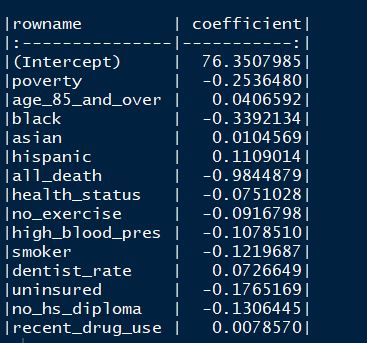 |rowname | coefficient|
|:---------------|-----------:|
|(Intercept) | 76.3507985|
|poverty | -0.2536480|
|age_85_and_over | 0.0406592|
|black | -0.3392134|
|asian | 0.0104569|
|hispanic | 0.1109014|
|all_death | -0.9844879|
|health_status | -0.0751028|
|no_exercise | -0.0916798|
|high_blood_pres | -0.1078510|
|smoker | -0.1219687|
|dentist_rate | 0.0726649|
|uninsured | -0.1765169|
|no_hs_diploma | -0.1306445|
|recent_drug_use | 0.0078570|